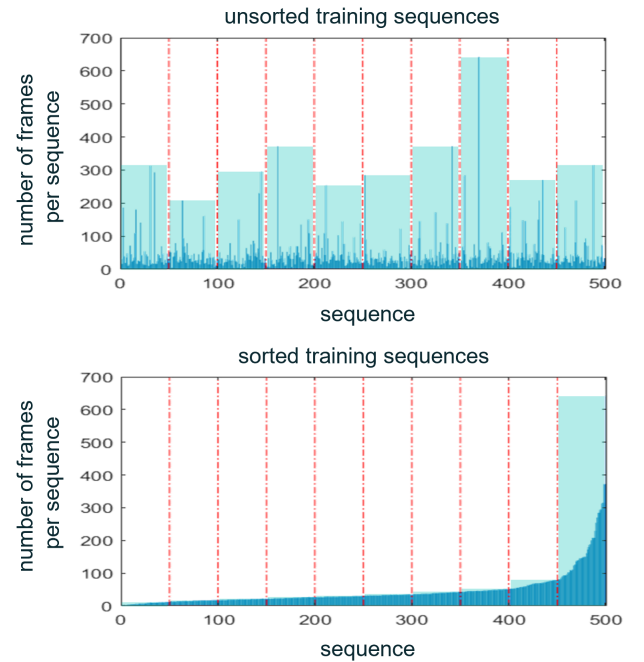 unsorted training sequences
700
600
500
400
300
200
100
0
number of frames
per sequence
0 100 200 300 400 500
sequence
sorted training sequences
700
600
500
400
300
200
100
0
number of frames
per sequence
0 100 200 300 400 500
sequence